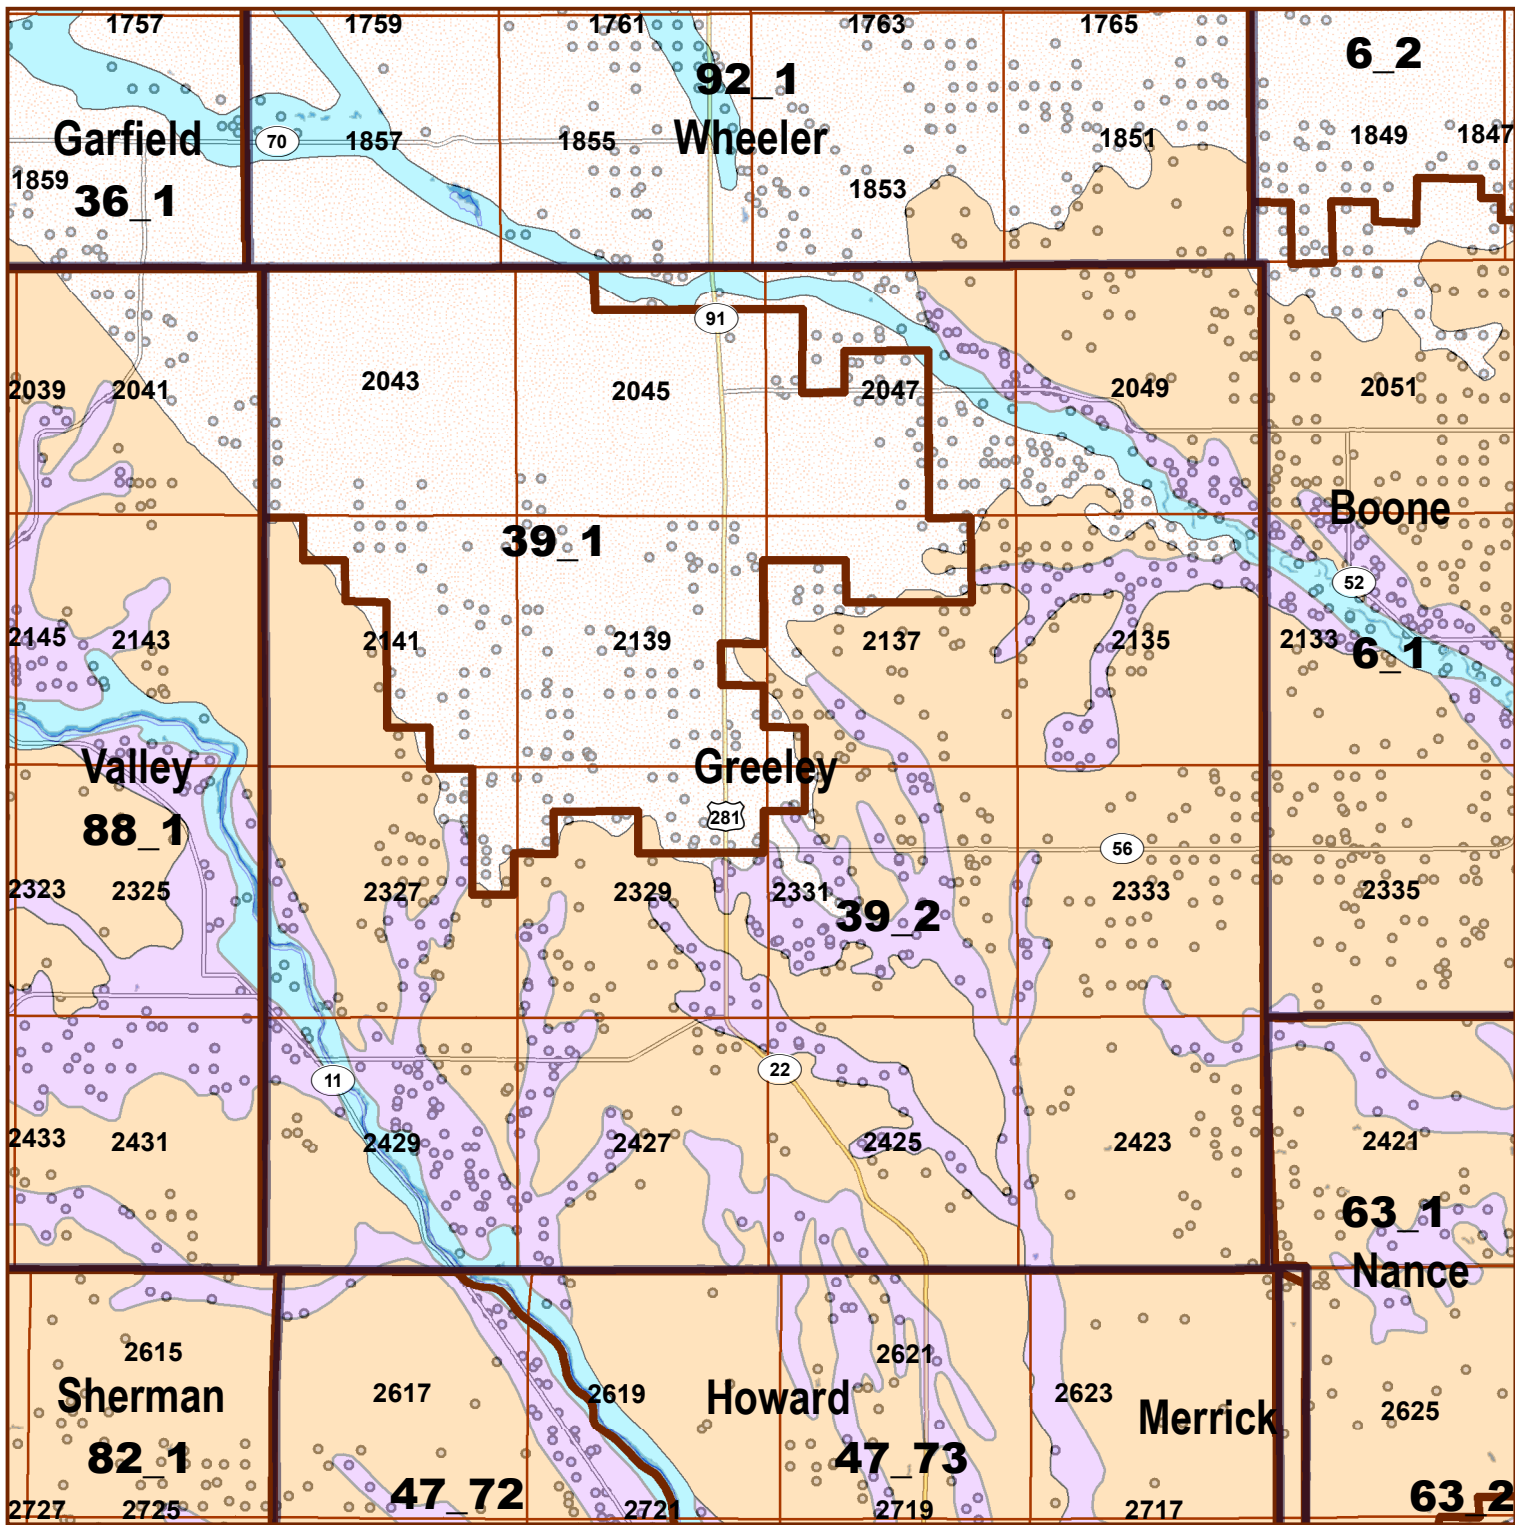 1757 1759 1761 1763 1765
6_2
92_1
Garfield 70 1857 1855 Wheeler 1851 1849 1847
1859 1853
36_1
91
2039 2041 2043 2045 2047 2049 2051
Boone
39_1
52
2145 2143 2141 2139 2137 2135 2133 6_1
Valley Greeley
88_1 281
56
2323 2325 2327 2329 2331 2333 2335
39_2
11 22
2433 2431 2429 2427 2425 2423 2421
63_1
Nance
2615 2621
Sherman 2617 2619 Howard 2623 Merrick 2625
82_1 47_73
47_72 63_2
2727 2725 2721 2719 2717